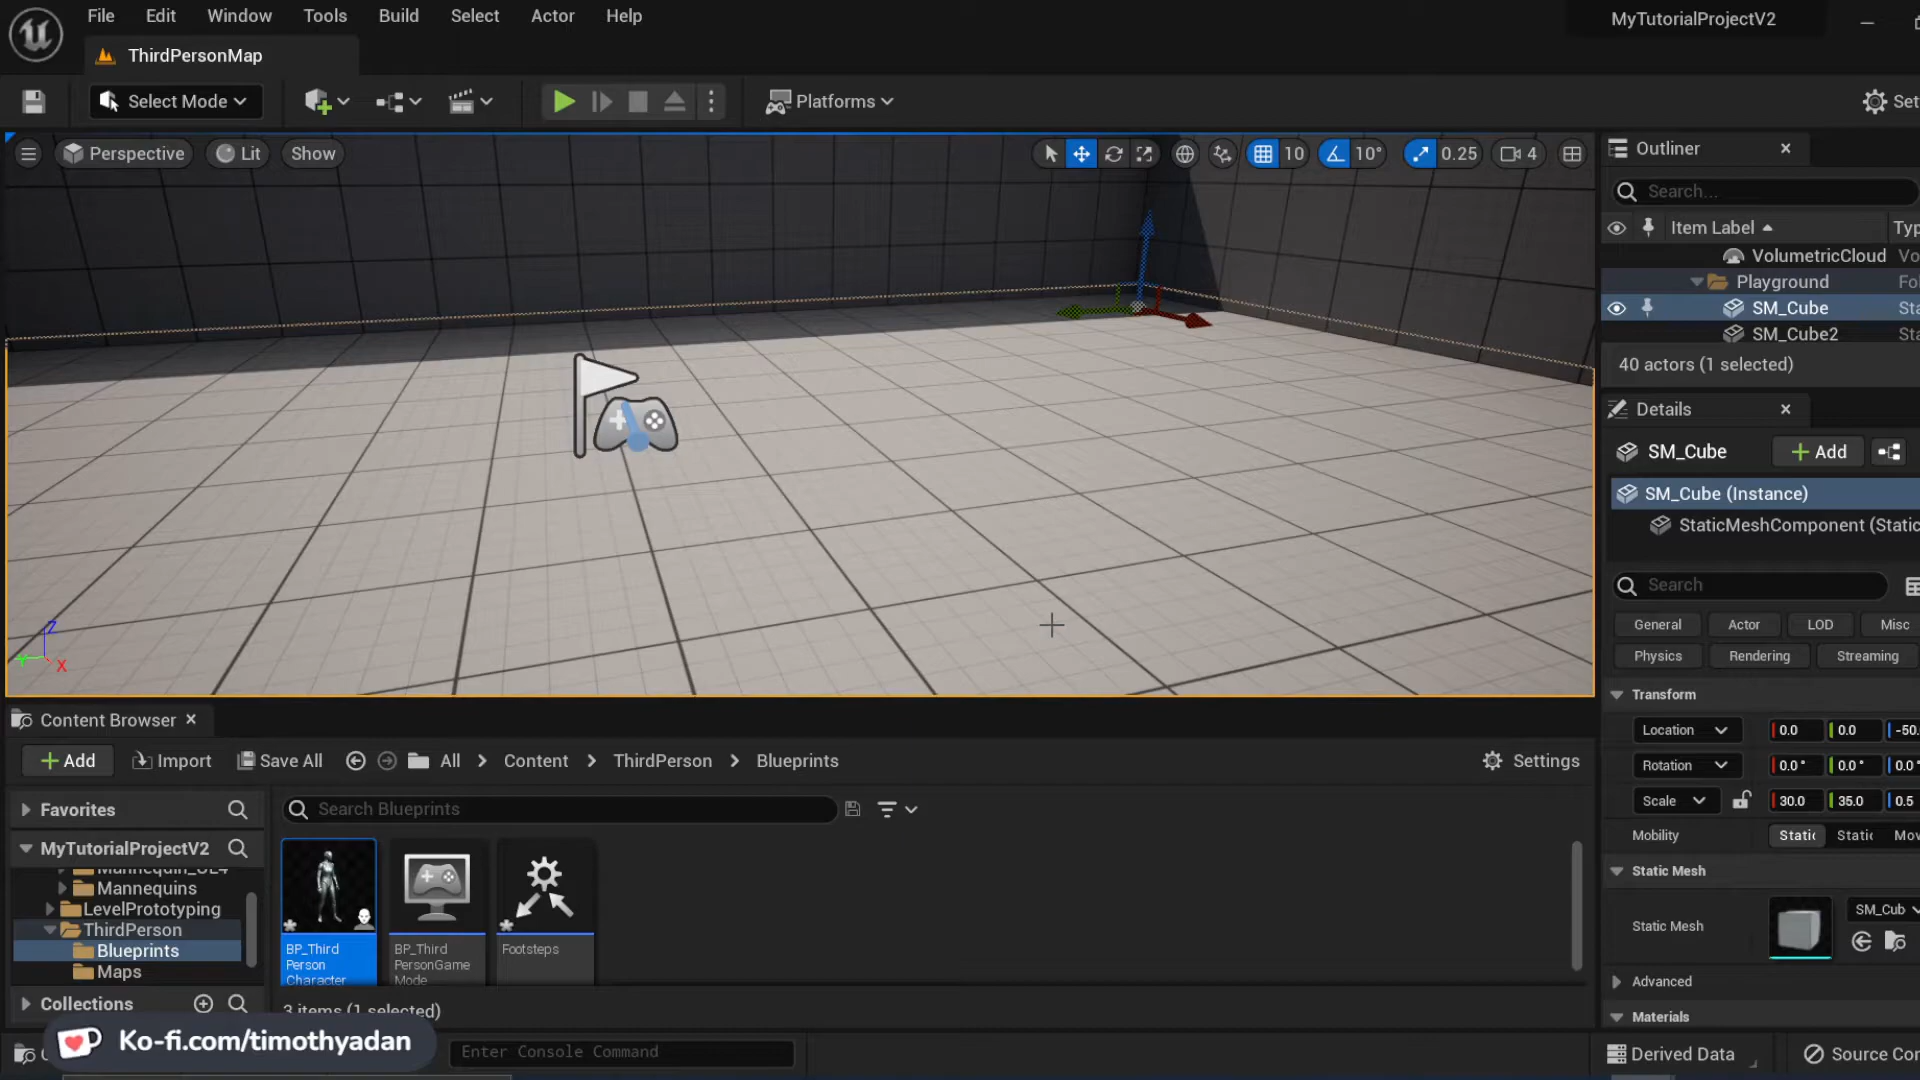 File Edit Window Tools Build Select Actor Help
MyTutorialProjectV2
ThirdPersonMap
Select Mode
Platforms
Set
Perspective Lit Show
10 10° 0.25 4
Outliner
Search...
Item Label Typ
VolumetricCloud Vo
Playground Fo
SM_Cube Sta
SM_Cube2 Sta
40 actors (1 selected)
Details
SM_Cube
Add
SM_Cube (Instance)
StaticMeshComponent (Static
Search
General Actor LOD Misc
Physics Rendering Streaming
Transform
Location 0.0 0.0 -50.
Rotation 0.0° 0.0° 0.0°
Scale 30.0 35.0 0.5
Mobility Static Static Mov
Static Mesh
Static Mesh
SM_Cub
Advanced
Materials
Derived Data
Source Con
Z
Y
X
Content Browser
Add Import Save All All Content ThirdPerson Blueprints Settings
Favorites
Search Blueprints
MyTutorialProjectV2
Mannequin_UE4
Mannequins
LevelPrototyping
ThirdPerson
Blueprints
Maps
Collections
BP_Third
Person
Character
BP_Third
PersonGame
Mode
Footsteps
3 items (1 selected)
Ko-fi.com/timothyadan
Enter Console Command